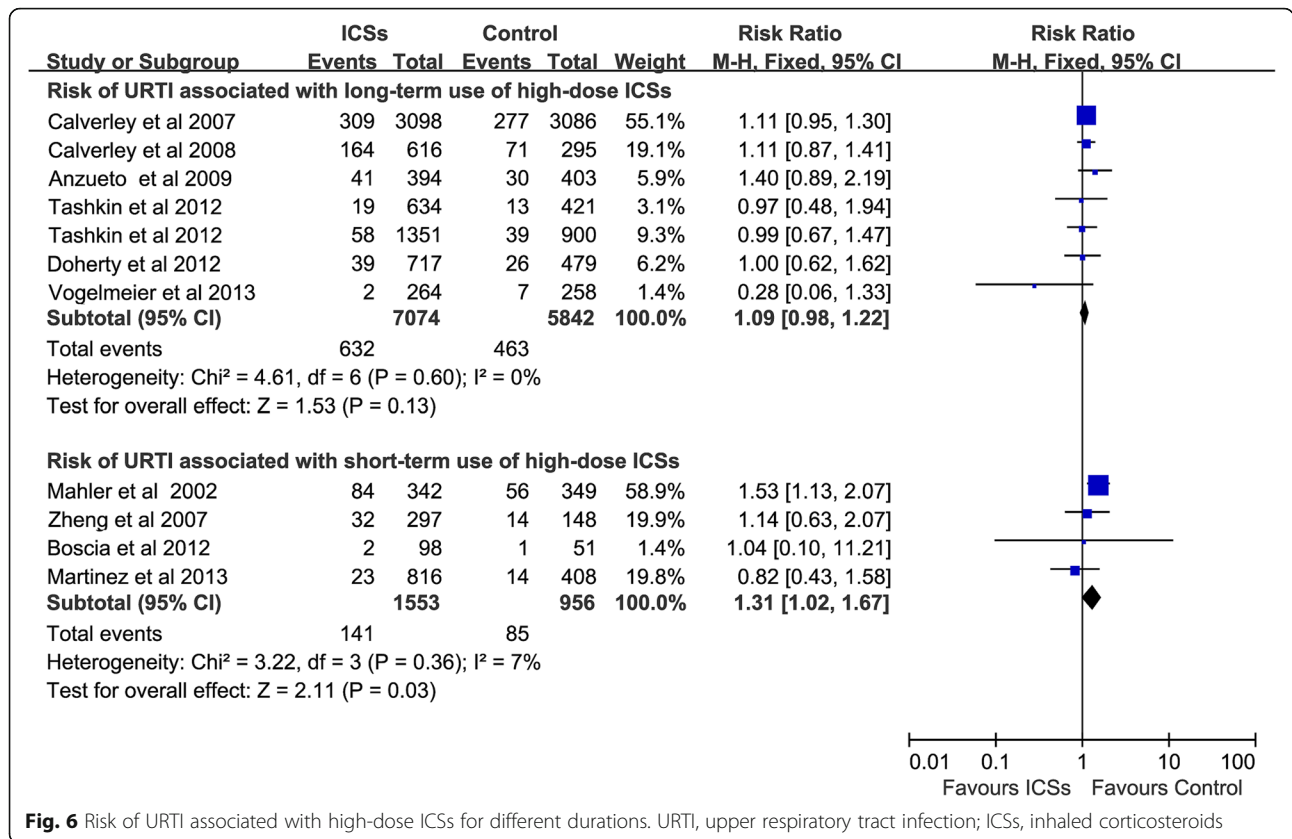 ICSs Control Risk Ratio Risk Ratio
Study or Subgroup Events Total Events Total Weight M-H, Fixed, 95% CI M-H, Fixed, 95% CI
Risk of URTI associated with long-term use of high-dose ICSs
Calverley et al 2007 309 3098 277 3086 55.1% 1.11 [0.95, 1.30]
Calverley et al 2008 164 616 71 295 19.1% 1.11 [0.87, 1.41]
Anzueto et al 2009 41 394 30 403 5.9% 1.40 [0.89, 2.19]
Tashkin et al 2012 19 634 13 421 3.1% 0.97 [0.48, 1.94]
Tashkin et al 2012 58 1351 39 900 9.3% 0.99 [0.67, 1.47]
Doherty et al 2012 39 717 26 479 6.2% 1.00 [0.62, 1.62]
Vogelmeier et al 2013 2 264 7 258 1.4% 0.28 [0.06, 1.33]
Subtotal (95% CI) 7074 5842 100.0% 1.09 [0.98, 1.22]
Total events 632 463
Heterogeneity: Chi² = 4.61, df = 6 (P = 0.60); I² = 0%
Test for overall effect: Z = 1.53 (P = 0.13)
Risk of URTI associated with short-term use of high-dose ICSs
Mahler et al 2002 84 342 56 349 58.9% 1.53 [1.13, 2.07]
Zheng et al 2007 32 297 14 148 19.9% 1.14 [0.63, 2.07]
Boscia et al 2012 2 98 1 51 1.4% 1.04 [0.10, 11.21]
Martinez et al 2013 23 816 14 408 19.8% 0.82 [0.43, 1.58]
Subtotal (95% CI) 1553 956 100.0% 1.31 [1.02, 1.67]
Total events 141 85
Heterogeneity: Chi² = 3.22, df = 3 (P = 0.36); I² = 7%
Test for overall effect: Z = 2.11 (P = 0.03)
0.01 0.1 1 10 100
Favours ICSs Favours Control
Fig. 6 Risk of URTI associated with high-dose ICSs for different durations. URTI, upper respiratory tract infection; ICSs, inhaled corticosteroids